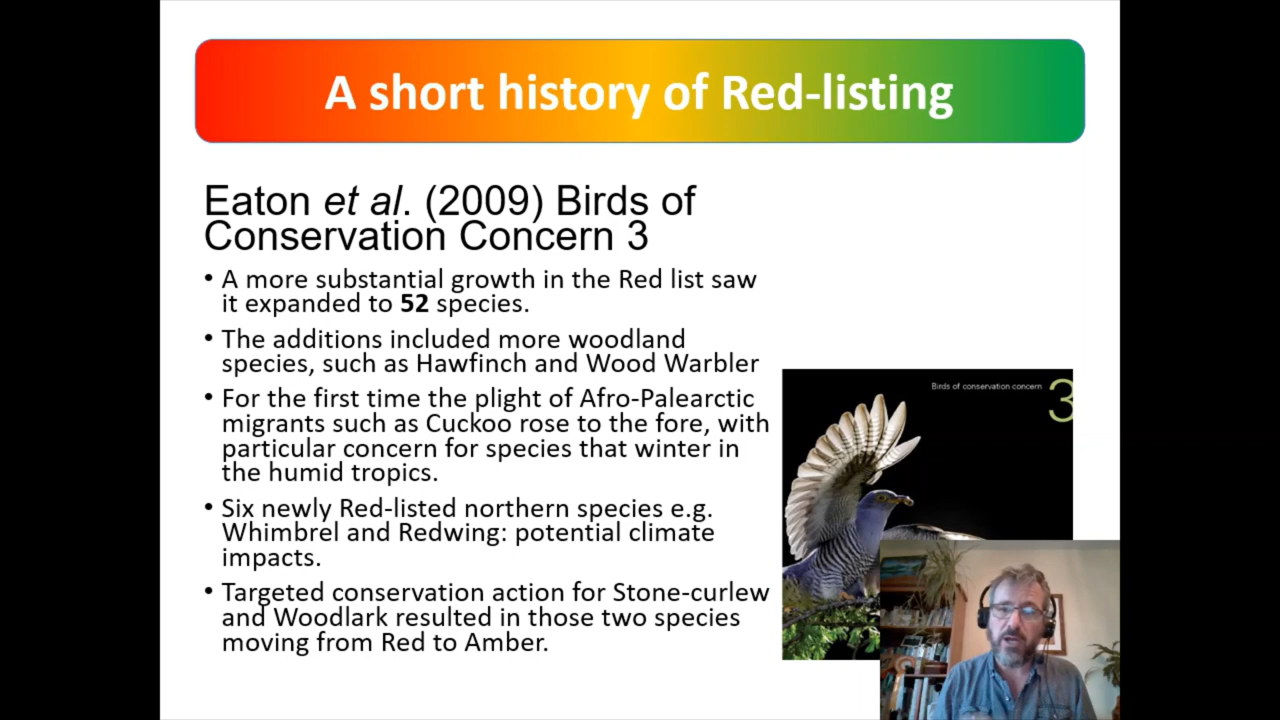 A short history of Red-listing
Eaton et al. (2009) Birds of
Conservation Concern 3
• A more substantial growth in the Red list saw
it expanded to 52 species.
• The additions included more woodland
species, such as Hawfinch and Wood Warbler
• For the first time the plight of Afro-Palearctic
migrants such as Cuckoo rose to the fore, with
particular concern for species that winter in
the humid tropics.
• Six newly Red-listed northern species e.g.
Whimbrel and Redwing: potential climate
impacts.
• Targeted conservation action for Stone-curlew
and Woodlark resulted in those two species
moving from Red to Amber.
Birds of conservation concern 3